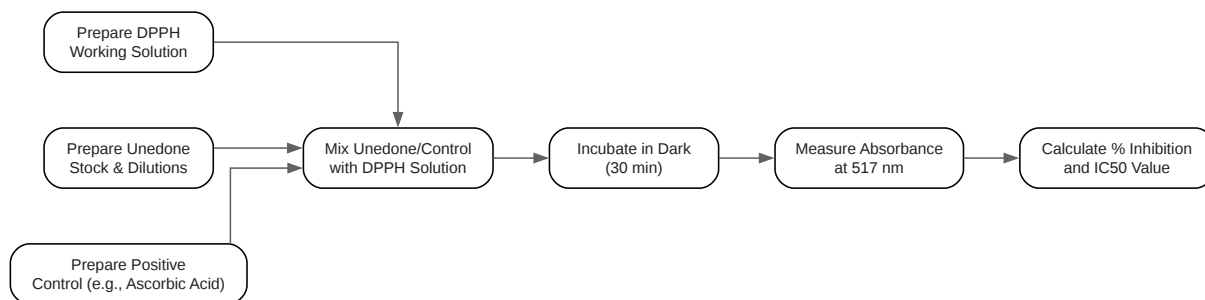 Prepare DPPH
Working Solution
Prepare Unedone
Stock & Dilutions
Prepare Positive
Control (e.g., Ascorbic Acid)
Mix Unedone/Control
with DPPH Solution
Incubate in Dark
(30 min)
Measure Absorbance
at 517 nm
Calculate % Inhibition
and IC50 Value